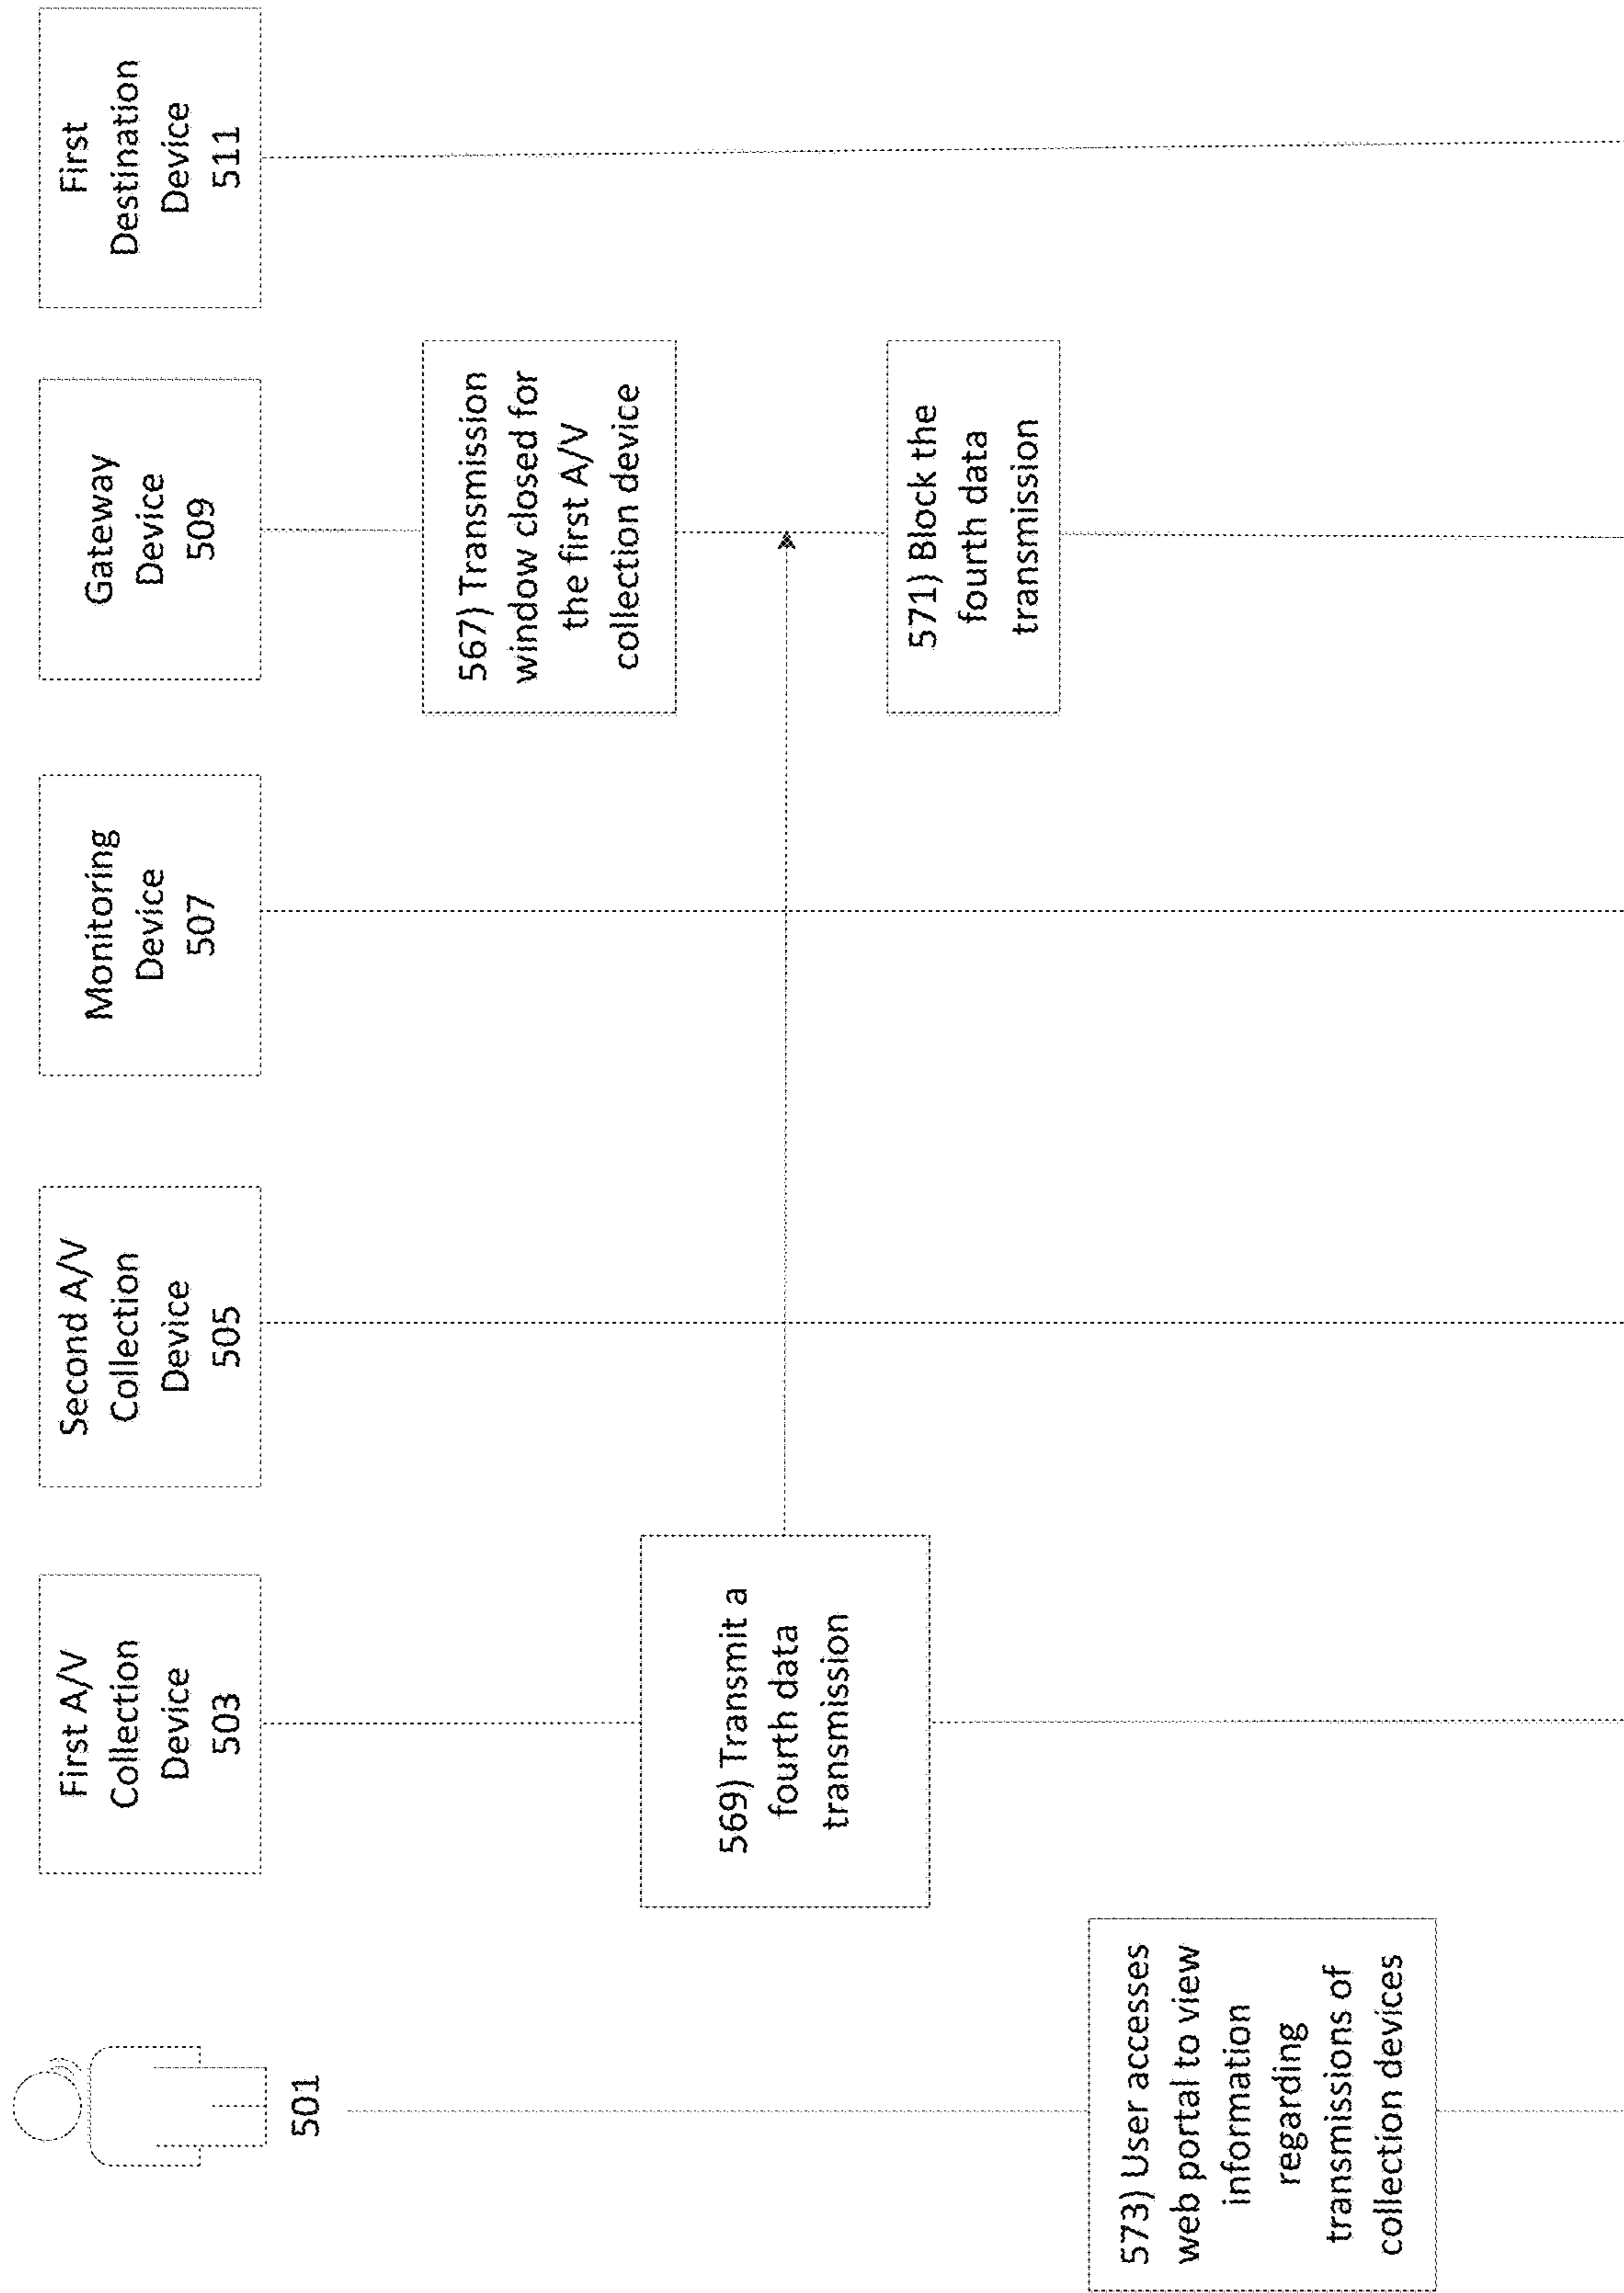 501
First A/V
Collection
Device
503
Second A/V
Collection
Device
505
Monitoring
Device
507
Gateway
Device
509
First
Destination
Device
511
567) Transmission
window closed for
the first A/V
collection device
569) Transmit a
fourth data
transmission
571) Block the
fourth data
transmission
573) User accesses
web portal to view
information
regarding
transmissions of
collection devices